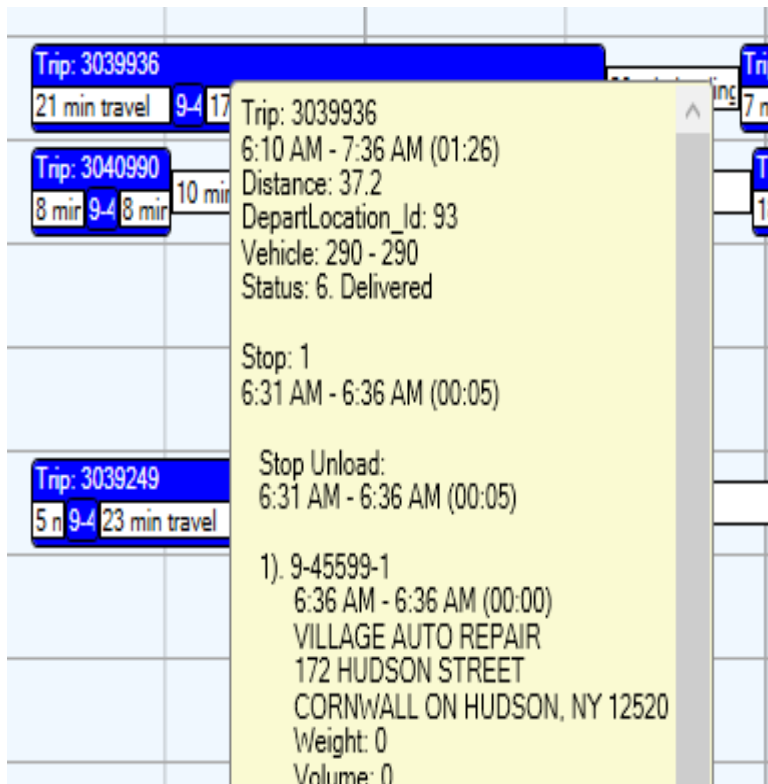 Trip: 3039936
21 min travel 9-4 17
7
Trip: 3040990
8 min 9-4 8 min 10 min
Trip: 3039249
5 9-4 23 min travel
Trip: 3039936
6:10 AM - 7:36 AM (01:26)
Distance: 37.2
DepartLocation_Id: 93
Vehicle: 290 - 290
Status: 6. Delivered
Stop: 1
6:31 AM - 6:36 AM (00:05)
Stop Unload:
6:31 AM - 6:36 AM (00:05)
1). 9-45599-1
6:36 AM - 6:36 AM (00:00)
VILLAGE AUTO REPAIR
172 HUDSON STREET
CORNWALL ON HUDSON, NY 12520
Weight: 0
Volume: 0